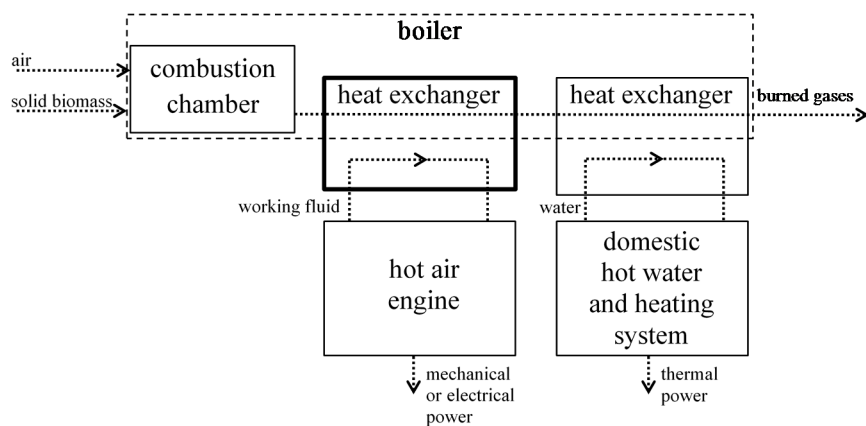 boiler
air
solid biomass
combustion
chamber
heat exchanger
heat exchanger
burned gases
working fluid
water
hot air
engine
domestic
hot water
and heating
system
mechanical
or electrical
power
thermal
power